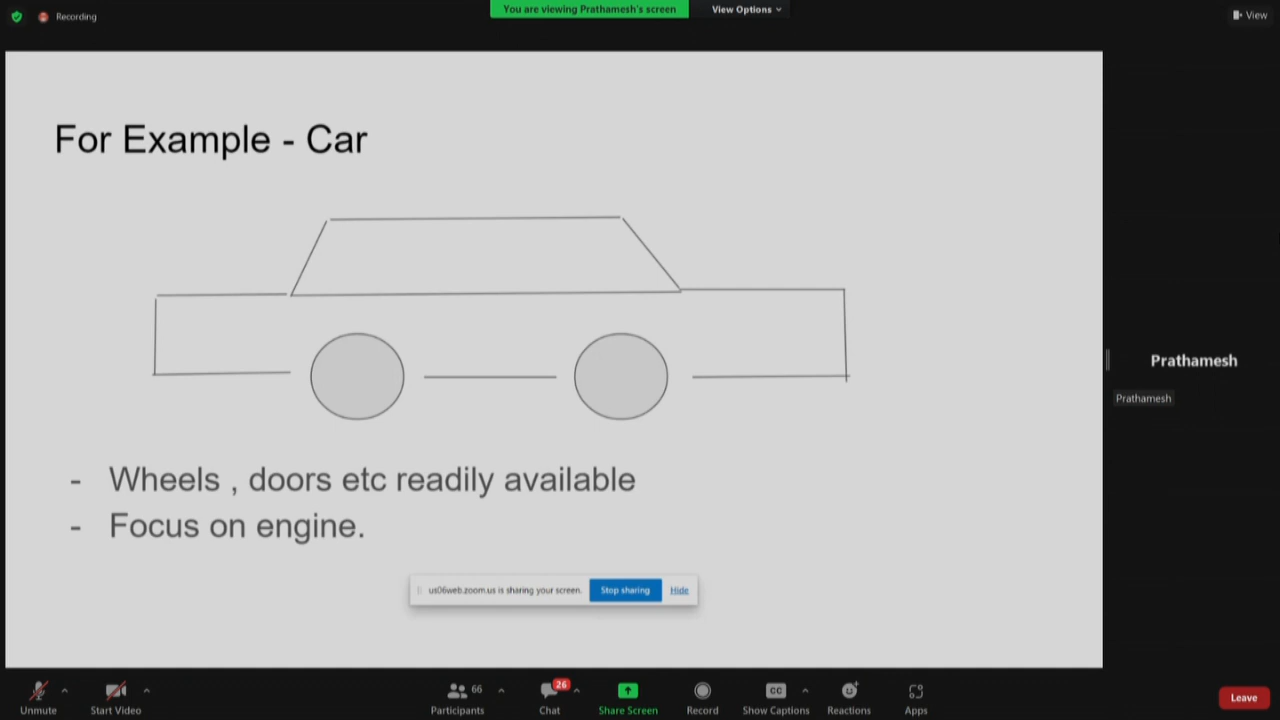 Recording
You are viewing Prathamesh's screen
View Options
View
For Example - Car
Prathamesh
Prathamesh
- Wheels , doors etc readily available
- Focus on engine.
us06web.zoom.us is sharing your screen.
Stop sharing
Hide
Unmute
Start Video
66
Participants
26
Chat
Share Screen
Record
CC
Show Captions
Reactions
Apps
Leave